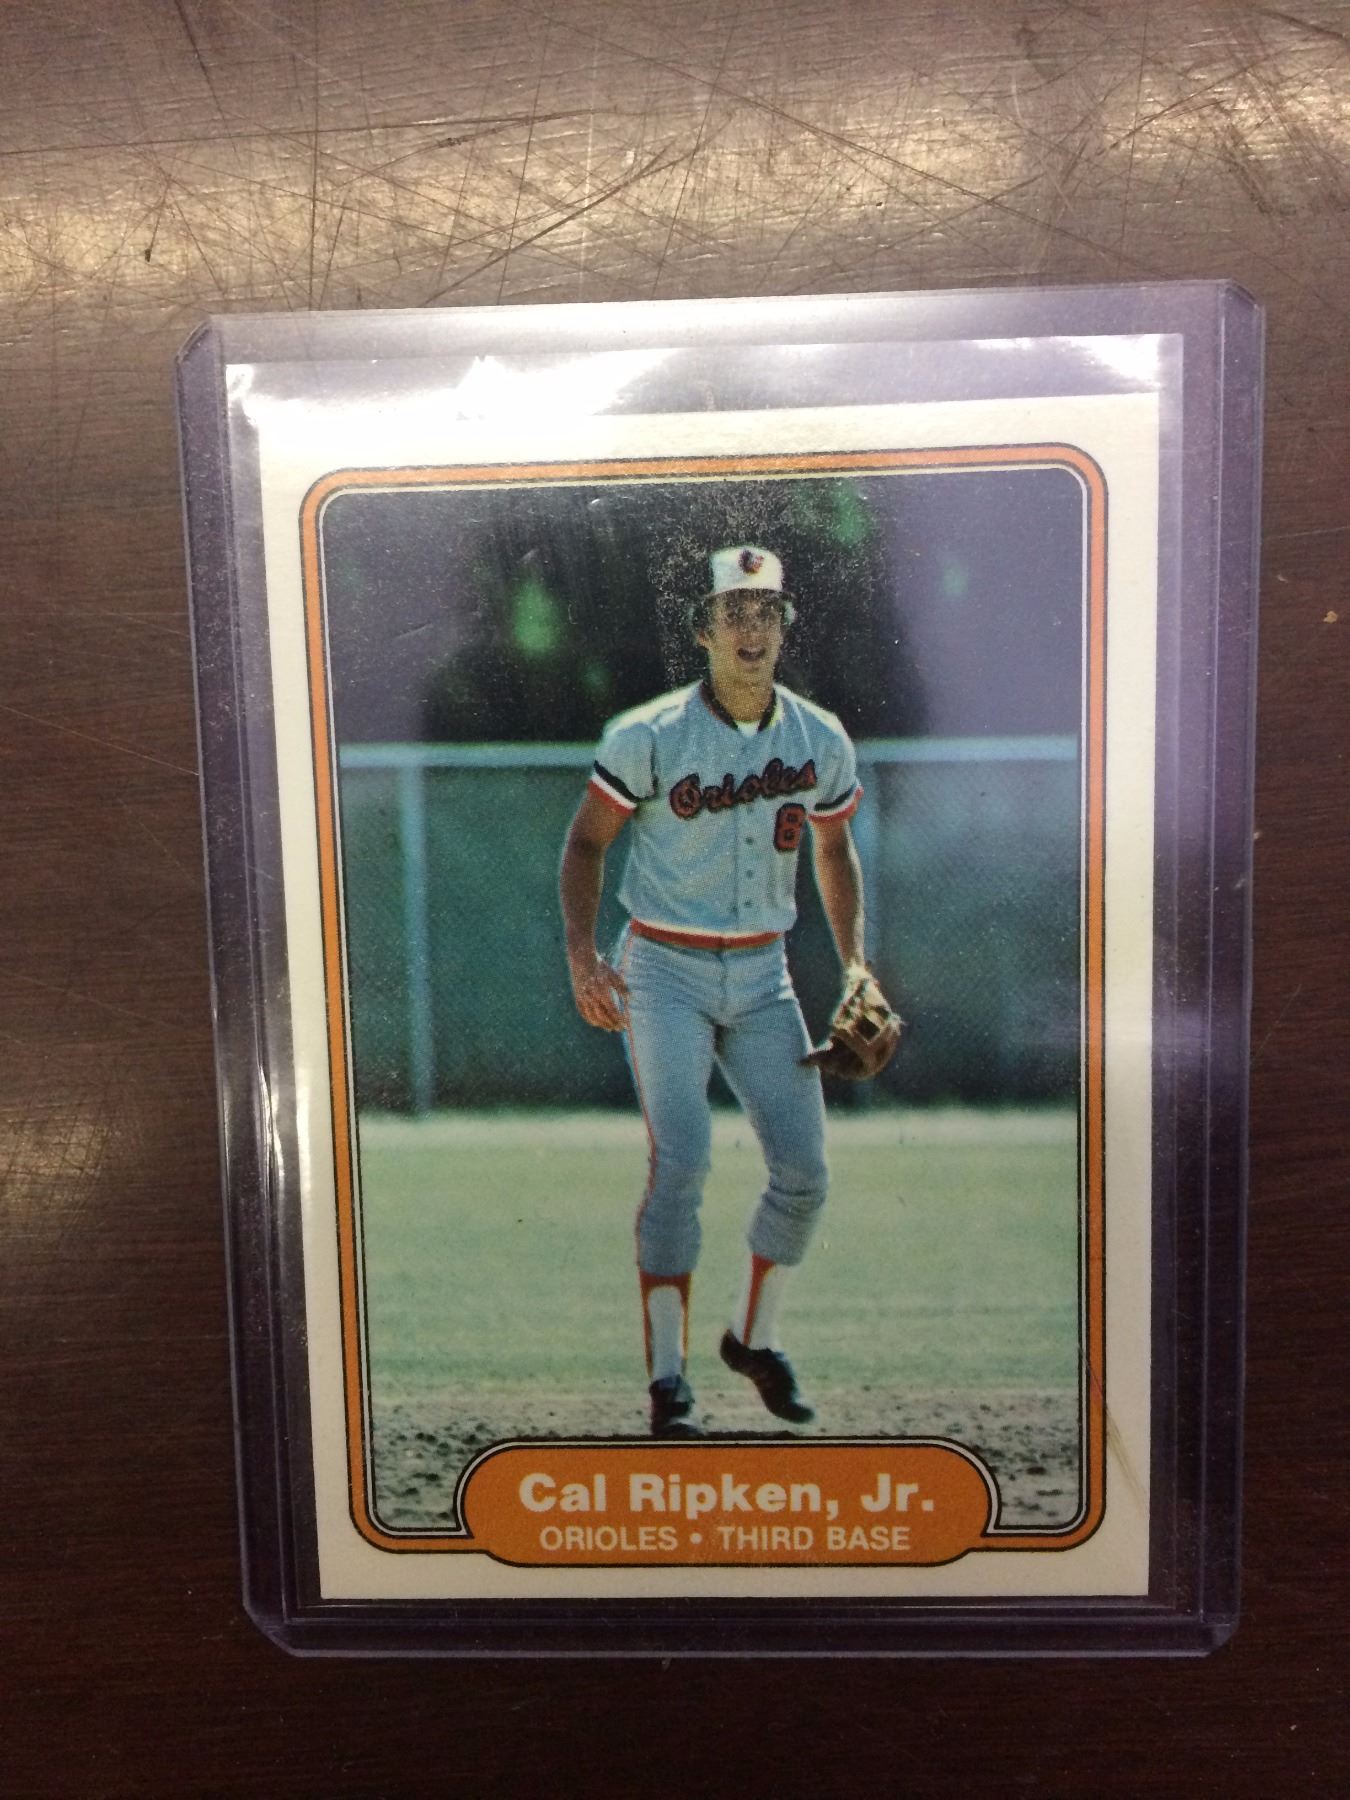 Orioles
8
Cal Ripken, Jr.
ORIOLES • THIRD BASE